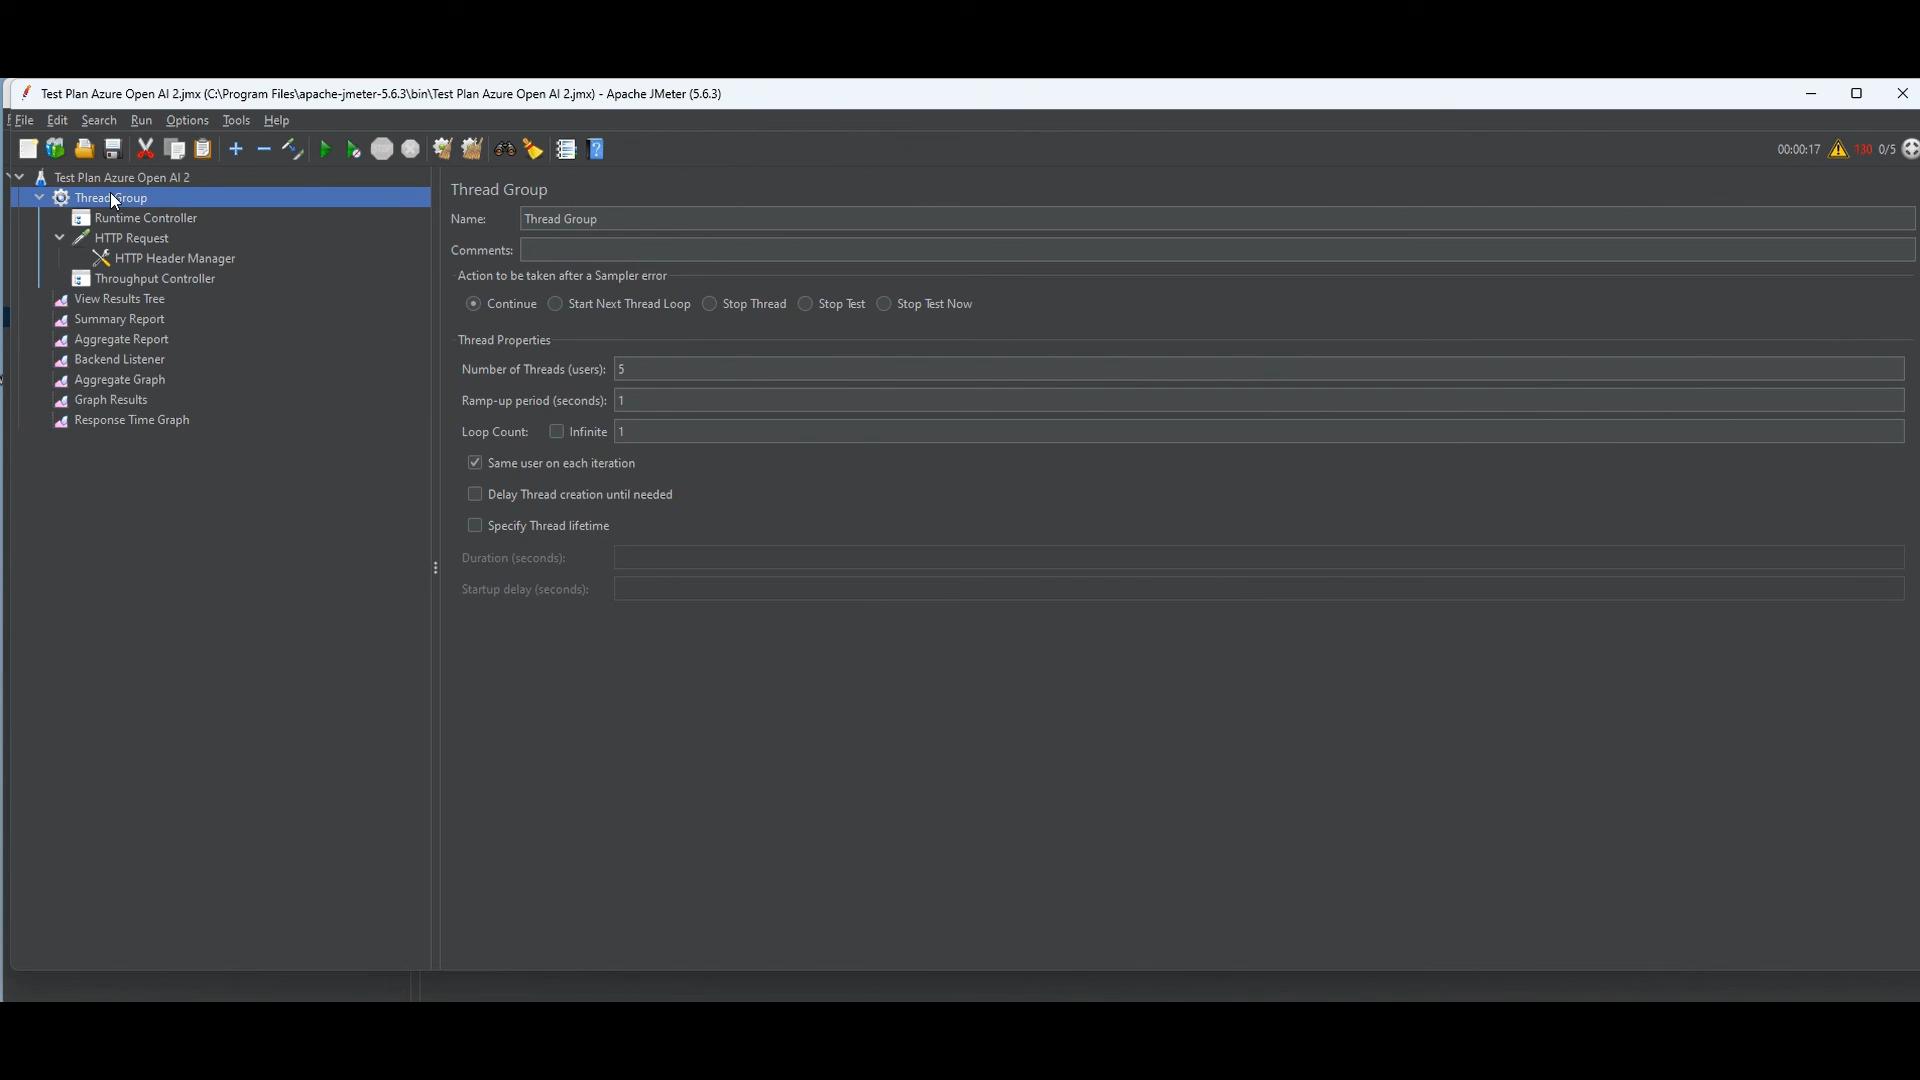 Test Plan Azure Open AI 2.jmx (C:\Program Files\apache-jmeter-5.6.3\bin\Test Plan Azure Open AI 2.jmx) - Apache JMeter (5.6.3)
File Edit Search Run Options Tools Help
00:00:17 130 0/5
Test Plan Azure Open AI 2
Thread Group
Runtime Controller
HTTP Request
HTTP Header Manager
Throughput Controller
View Results Tree
Summary Report
Aggregate Report
Backend Listener
Aggregate Graph
Graph Results
Response Time Graph
Thread Group
Name: Thread Group
Comments:
Action to be taken after a Sampler error
Continue Start Next Thread Loop Stop Thread Stop Test Stop Test Now
Thread Properties
Number of Threads (users): 5
Ramp-up period (seconds): 1
Loop Count: Infinite 1
Same user on each iteration
Delay Thread creation until needed
Specify Thread lifetime
Duration (seconds):
Startup delay (seconds):